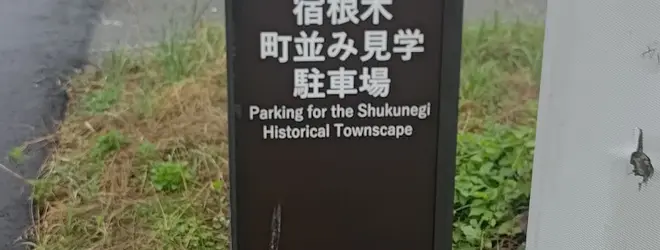 宿根木
町並み見学
駐車場
Parking for the Shukunegi
Historical Townscape